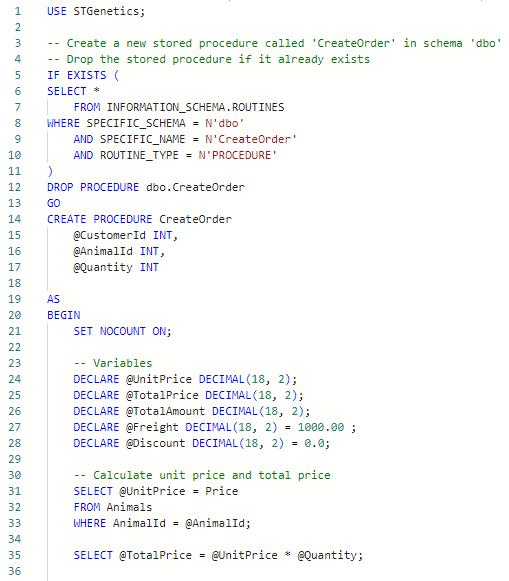 1 USE STGenetics;
2
3 -- Create a new stored procedure called 'CreateOrder' in schema 'dbo'
4 -- Drop the stored procedure if it already exists
5 IF EXISTS (
6 SELECT *
7     FROM INFORMATION_SCHEMA.ROUTINES
8 WHERE SPECIFIC_SCHEMA = N'dbo'
9     AND SPECIFIC_NAME = N'CreateOrder'
10     AND ROUTINE_TYPE = N'PROCEDURE'
11 )
12 DROP PROCEDURE dbo.CreateOrder
13 GO
14 CREATE PROCEDURE CreateOrder
15     @CustomerId INT,
16     @AnimalId INT,
17     @Quantity INT
18
19 AS
20 BEGIN
21     SET NOCOUNT ON;
22
23     -- Variables
24     DECLARE @UnitPrice DECIMAL(18, 2);
25     DECLARE @TotalPrice DECIMAL(18, 2);
26     DECLARE @TotalAmount DECIMAL(18, 2);
27     DECLARE @Freight DECIMAL(18, 2) = 1000.00 ;
28     DECLARE @Discount DECIMAL(18, 2) = 0.0;
29
30     -- Calculate unit price and total price
31     SELECT @UnitPrice = Price
32     FROM Animals
33     WHERE AnimalId = @AnimalId;
34
35     SELECT @TotalPrice = @UnitPrice * @Quantity;
36